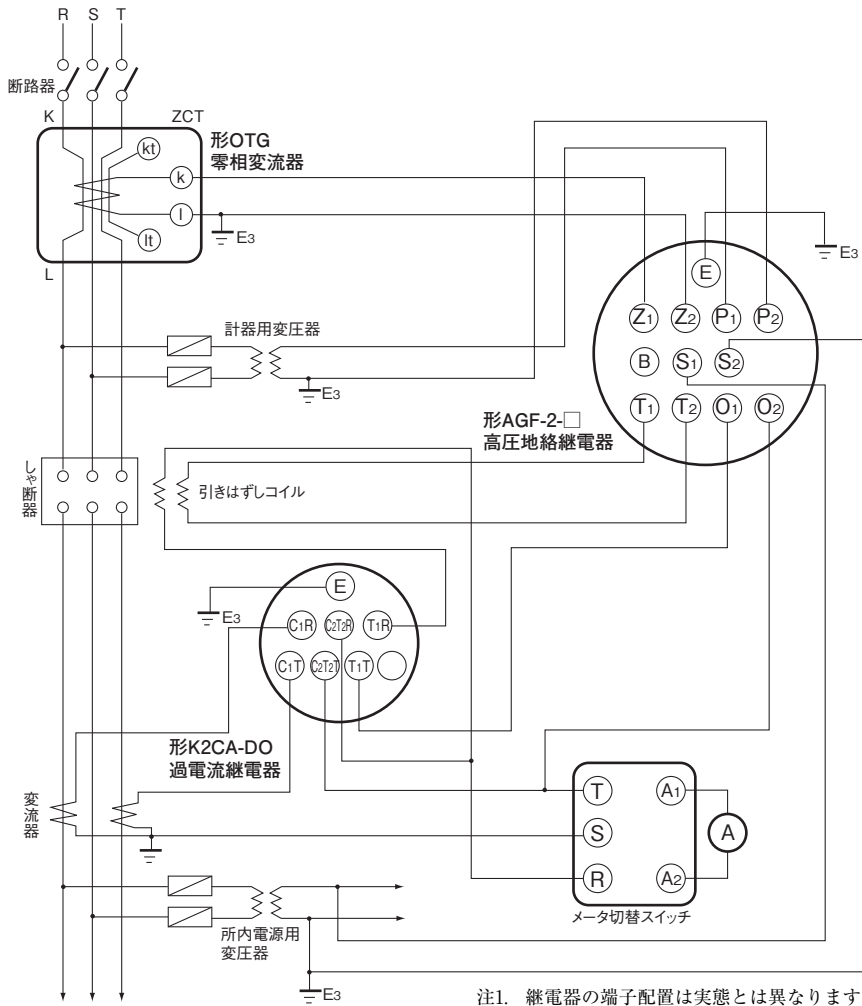 R S T
断路器
K
ZCT
形OTG
零相変流器
kt
k
l
lt
E3
L
E
E3
Z1 Z2 P1 P2
B S1 S2
T1 T2 O1 O2
計器用変圧器
E3
形AGF-2-□
高圧地絡継電器
しゃ断器
引きはずしコイル
E
E3
C1R C2T2R T1R
C1T C2T2T T1T
形K2CA-DO
過電流継電器
変流器
T A1
S
A
R A2
メータ切替スイッチ
所内電源用
変圧器
E3
注1. 継電器の端子配置は実態とは異なります